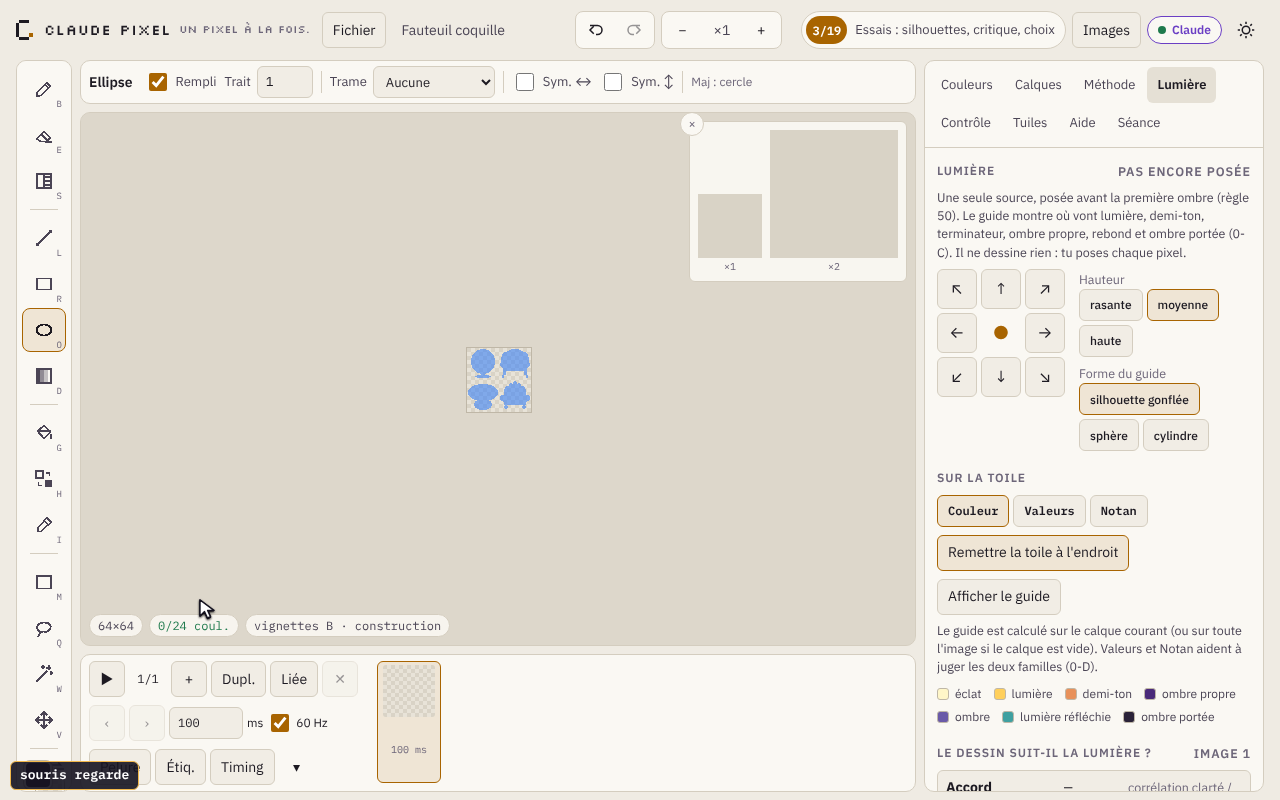 CLAUDE PIXEL UN PIXEL À LA FOIS. Fichier Fauteuil coquille − ×1 + 3/19 Essais : silhouettes, critique, choix Images Claude
Ellipse Rempli Trait 1 Trame Aucune Sym. ↔ Sym. ↕ Maj : cercle
B
E
S
L
R
O
D
G
H
I
M
Q
W
V
×
×1 ×2
64×64 0/24 coul. vignettes B · construction
1/1 + Dupl. Liée ×
‹ › 100 ms 60 Hz
Étiq. Timing ▾
100 ms
souris regarde
Couleurs Calques Méthode Lumière
Contrôle Tuiles Aide Séance
LUMIÈRE PAS ENCORE POSÉE
Une seule source, posée avant la première ombre (règle
50). Le guide montre où vont lumière, demi-ton,
terminateur, ombre propre, rebond et ombre portée (0-
C). Il ne dessine rien : tu poses chaque pixel.
↖ ↑ ↗
← →
↙ ↓ ↘
Hauteur
rasante moyenne
haute
Forme du guide
silhouette gonflée
sphère cylindre
SUR LA TOILE
Couleur Valeurs Notan
Remettre la toile à l'endroit
Afficher le guide
Le guide est calculé sur le calque courant (ou sur toute
l'image si le calque est vide). Valeurs et Notan aident à
juger les deux familles (0-D).
éclat lumière demi-ton ombre propre
ombre lumière réfléchie ombre portée
LE DESSIN SUIT-IL LA LUMIÈRE ? IMAGE 1
Accord — corrélation clarté /